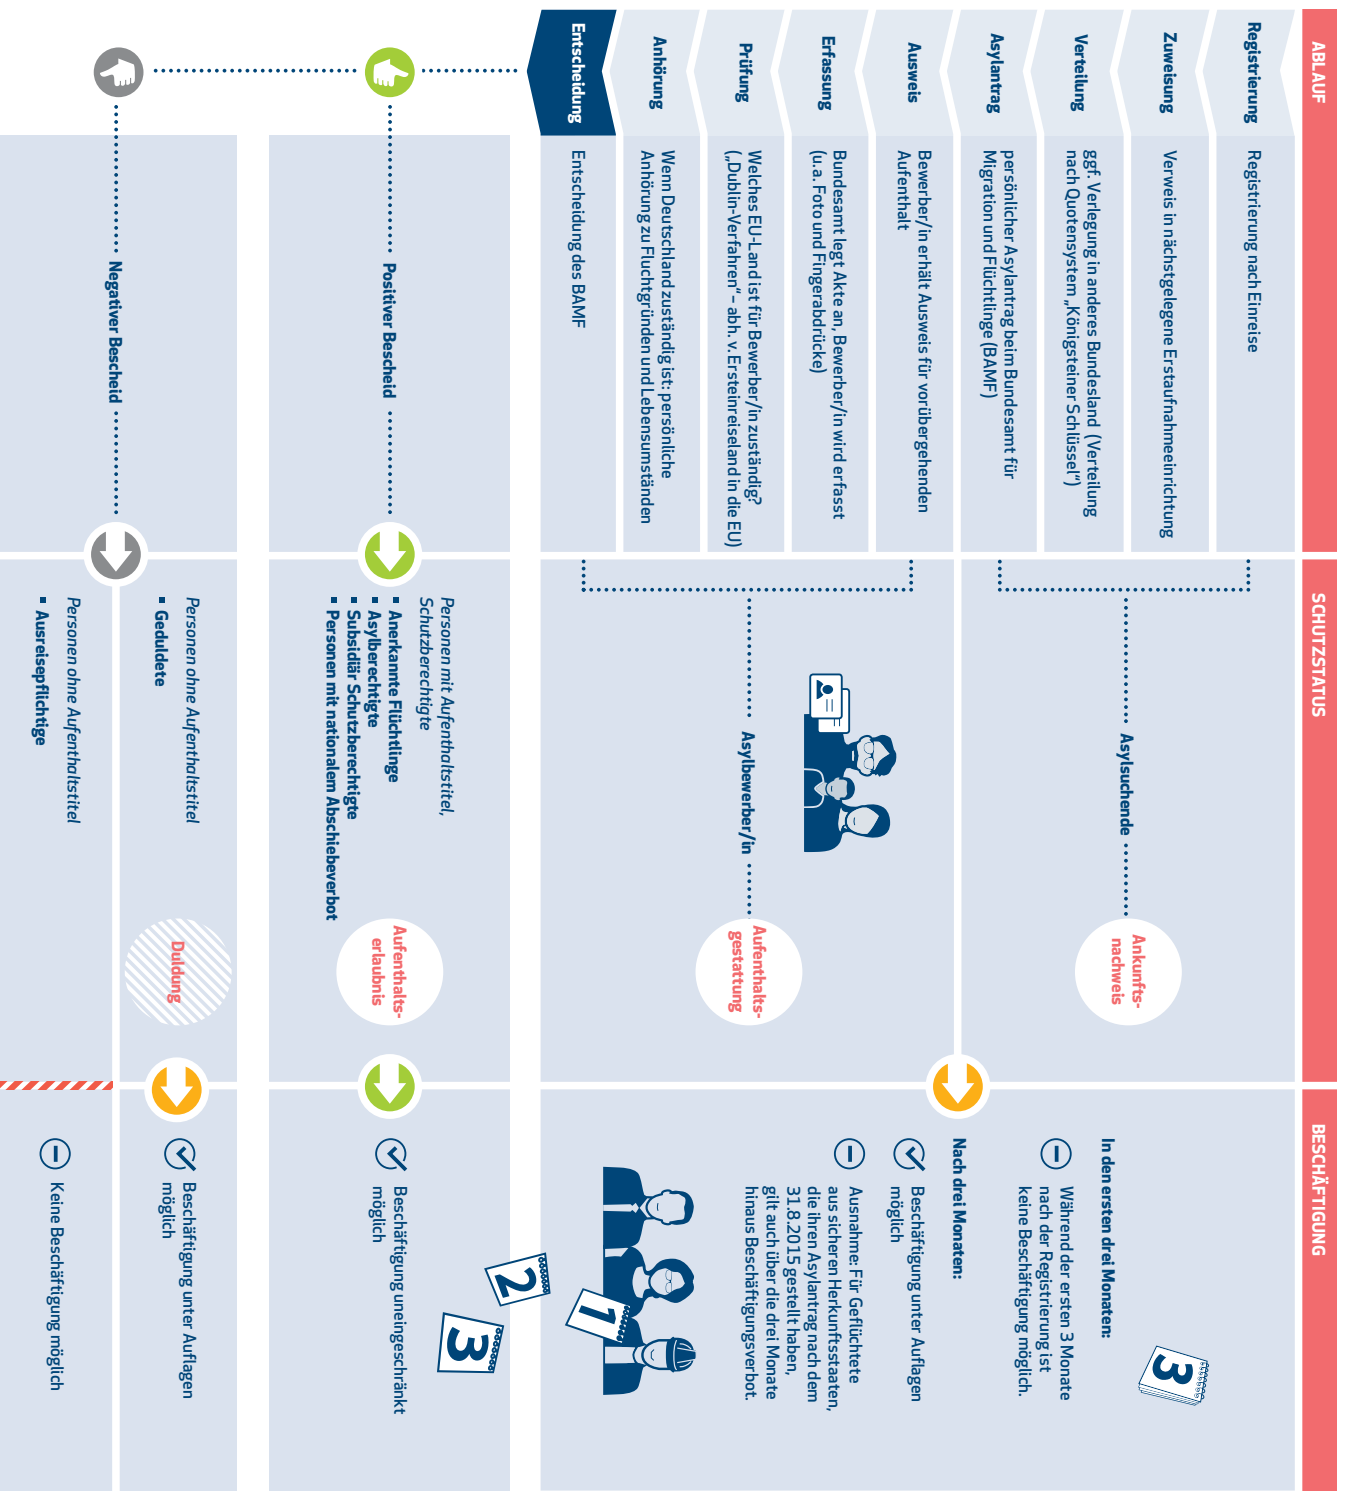 ABLAUF
SCHUTZSTATUS
BESCHÄFTIGUNG
Registrierung
Registrierung nach Einreise
Zuweisung
Verweis in nächstgelegene Erstaufnahmeeinrichtung
Verteilung
ggf. Verlegung in anderes Bundesland (Verteilung
nach Quotensystem „Königsteiner Schlüssel“)
Asylantrag
persönlicher Asylantrag beim Bundesamt für
Migration und Flüchtlinge (BAMF)
Ausweis
Bewerber/in erhält Ausweis für vorübergehenden
Aufenthalt
Erfassung
Bundesamt legt Akte an, Bewerber/in wird erfasst
(u.a. Foto und Fingerabdrücke)
Prüfung
Welches EU-Land ist für Bewerber/in zuständig?
(„Dublin-Verfahren“ – abh. v. Ersteinreiseland in die EU)
Anhörung
Wenn Deutschland zuständig ist: persönliche
Anhörung zu Fluchtgründen und Lebensumständen
Entscheidung
Entscheidung des BAMF
Asylsuchende
Ankunfts-
nachweis
Asylbewerber/in
Aufenthalts-
gestattung
In den ersten drei Monaten:
Während der ersten 3 Monate
nach der Registrierung ist
keine Beschäftigung möglich.
3
Nach drei Monaten:
Beschäftigung unter Auflagen
möglich
Ausnahme: Für Geflüchtete
aus sicheren Herkunftsstaaten,
die ihren Asylantrag nach dem
31.8.2015 gestellt haben,
gilt auch über die drei Monate
hinaus Beschäftigungsverbot.
1
2
3
Positiver Bescheid
Personen mit Aufenthaltstitel,
Schutzberechtigte
▪ Anerkannte Flüchtlinge
▪ Asylberechtigte
▪ Subsidiär Schutzberechtigte
▪ Personen mit nationalem Abschiebeverbot
Aufenthalts-
erlaubnis
Beschäftigung uneingeschränkt
möglich
Nogativer Bescheid
Personen ohne Aufenthaltstitel
▪ Geduldete
Duldung
Beschäftigung unter Auflagen
möglich
Personen ohne Aufenthaltstitel
▪ Ausreisepflichtige
Keine Beschäftigung möglich